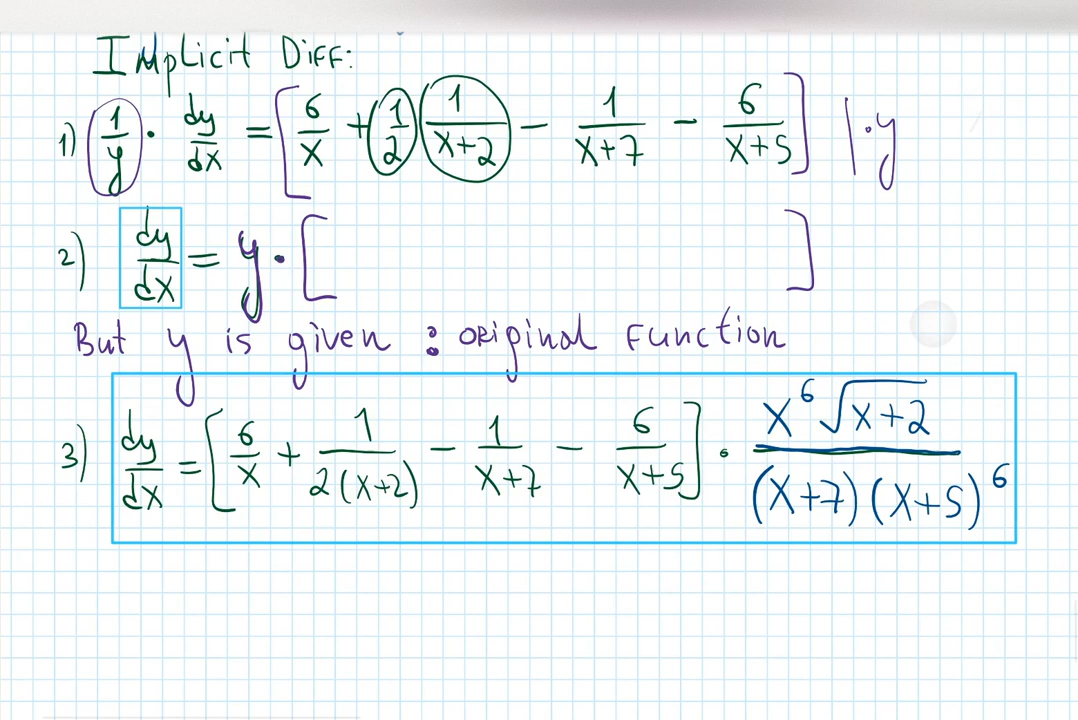 Implicit Diff:
1) 1/y · dy/dx = [6/x + 1/2 1/(x+2) - 1/(x+7) - 6/(x+5)] | · y
2) dy/dx = y · [ ]
But y is given : original function
3) dy/dx = [6/x + 1/(2(x+2)) - 1/(x+7) - 6/(x+5)] · x^6 √(x+2) / ((x+7)(x+5)^6)